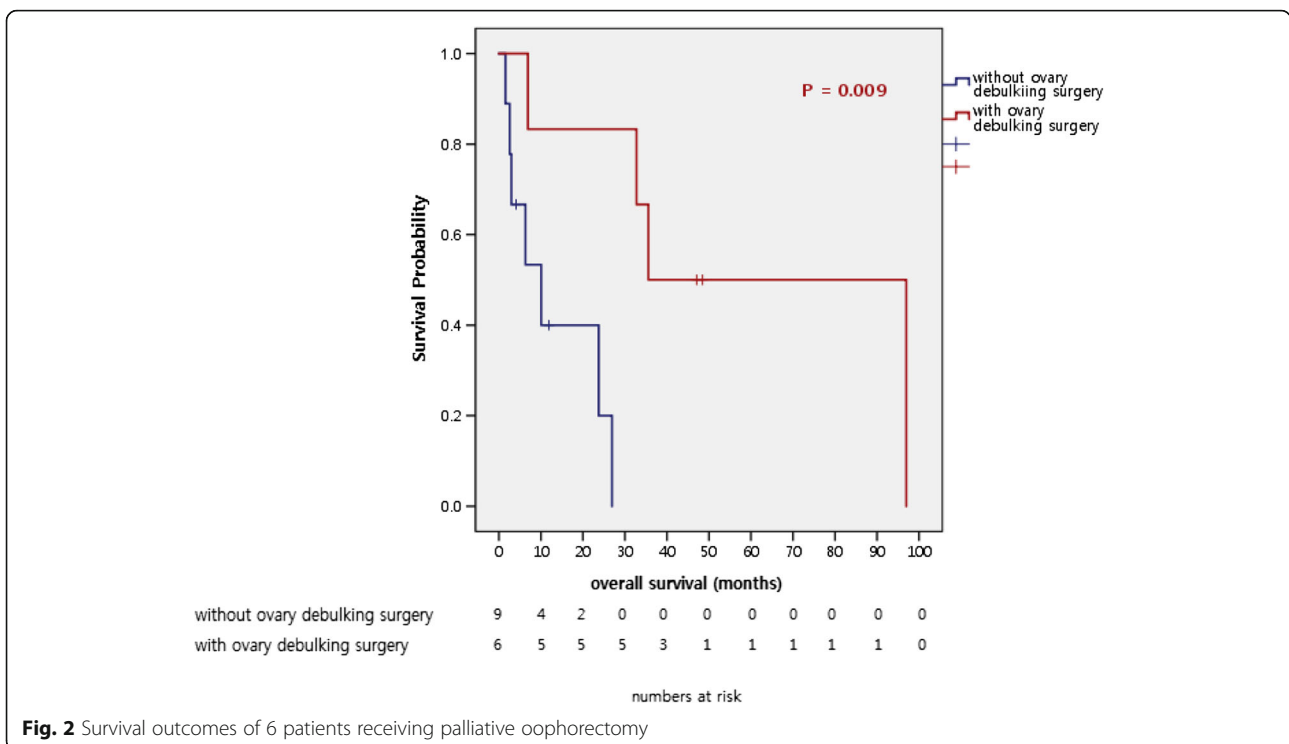 1.0
0.8
0.6
0.4
0.2
0.0
Survival Probability
P = 0.009
without ovary
debulkiing surgery
with ovary
debulking surgery
0 10 20 30 40 50 60 70 80 90 100
overall survival (months)
without ovary debulking surgery 9 4 2 0 0 0 0 0 0 0 0
with ovary debulking surgery 6 5 5 5 3 1 1 1 1 1 0
numbers at risk
Fig. 2 Survival outcomes of 6 patients receiving palliative oophorectomy